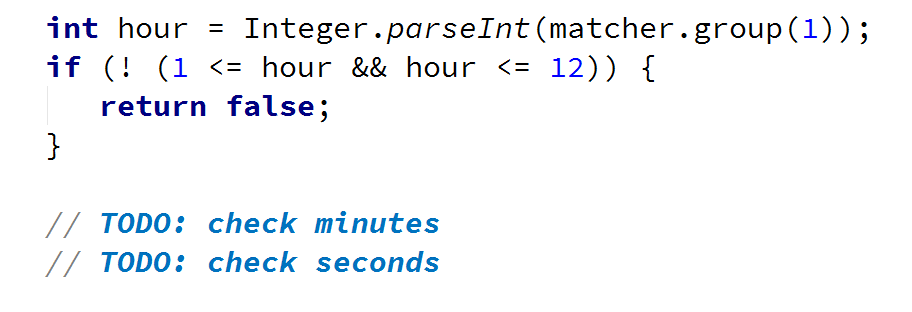 int hour = Integer.parseInt(matcher.group(1));
if (! (1 <= hour && hour <= 12)) {
   return false;
}
// TODO: check minutes
// TODO: check seconds